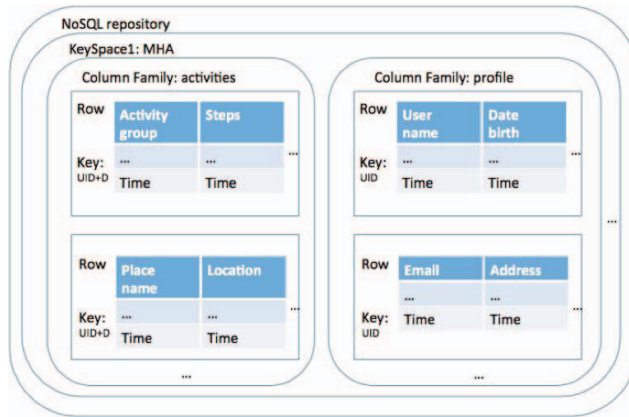 NoSQL repository
KeySpace1: MHA
Column Family: activities
Row
Activity group
Steps
Key:
UID+D
...
...
Time
Time
...
Row
Place name
Location
Key:
UID+D
...
...
Time
Time
...
...
Column Family: profile
Row
User name
Date birth
Key:
UID
...
...
Time
Time
...
Row
Email
Address
Key:
UID
...
...
Time
Time
...
...
...